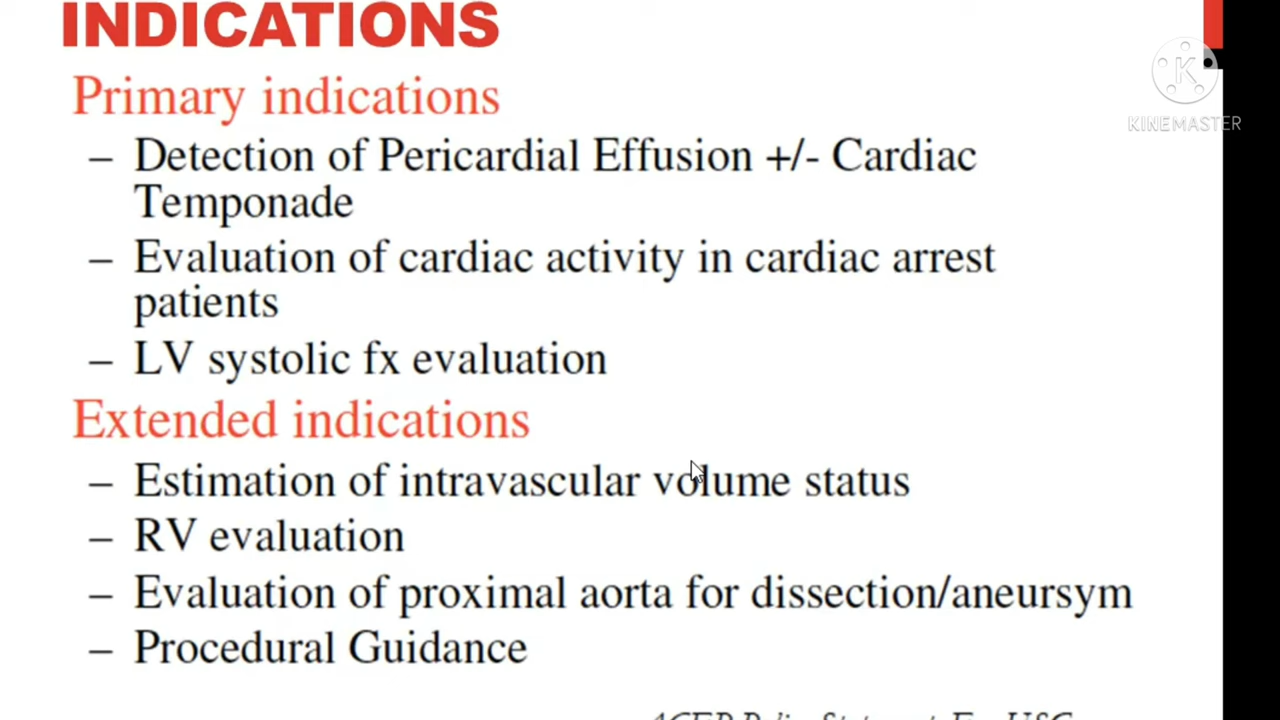 INDICATIONS
Primary indications
– Detection of Pericardial Effusion +/- Cardiac
Temponade
– Evaluation of cardiac activity in cardiac arrest
patients
– LV systolic fx evaluation
Extended indications
– Estimation of intravascular volume status
– RV evaluation
– Evaluation of proximal aorta for dissection/aneursym
– Procedural Guidance
K
KINEMASTER